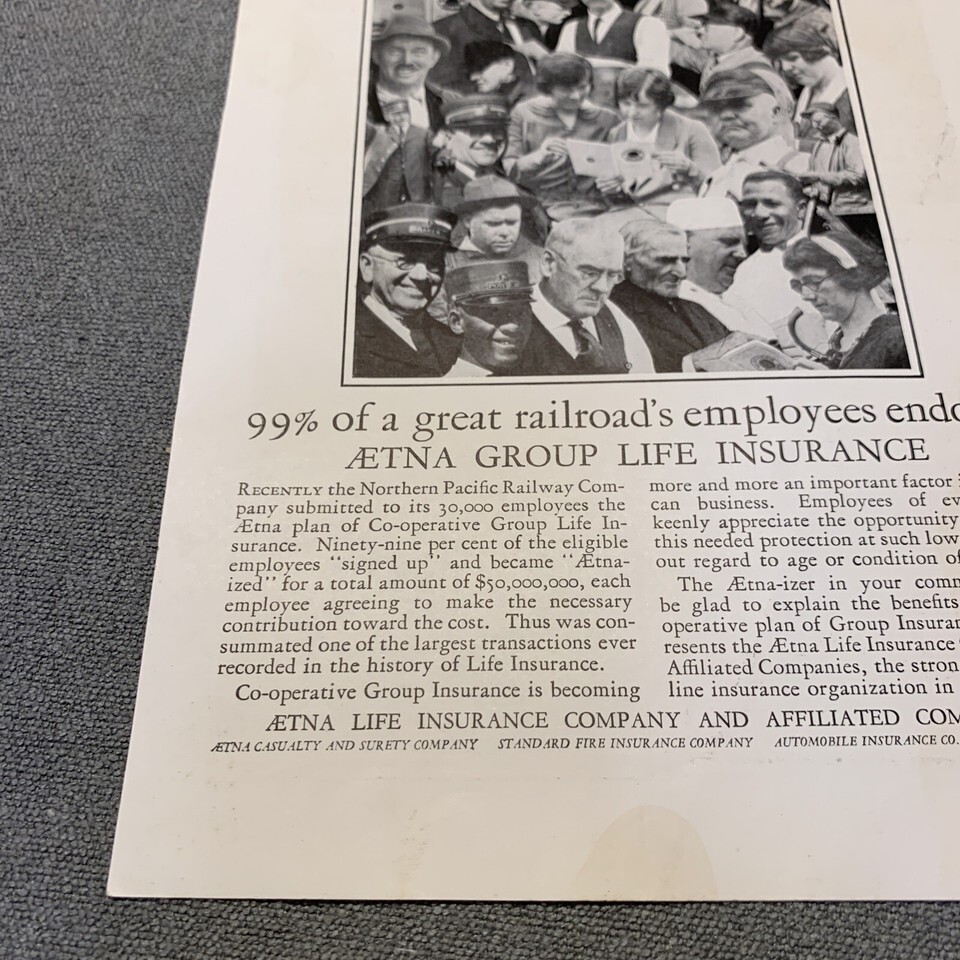 99% of a great railroad's employees endo
ÆTNA GROUP LIFE INSURANCE
RECENTLY the Northern Pacific Railway Com-
pany submitted to its 30,000 employees the
Ætna plan of Co-operative Group Life In-
surance. Ninety-nine per cent of the eligible
employees "signed up" and became "Ætna-
ized" for a total amount of $50,000,000, each
employee agreeing to make the necessary
contribution toward the cost. Thus was con-
summated one of the largest transactions ever
recorded in the history of Life Insurance.
Co-operative Group Insurance is becoming
more and more an important factor i
can business. Employees of ev
keenly appreciate the opportunity
this needed protection at such low
out regard to age or condition of
The Ætna-izer in your comm
be glad to explain the benefits
operative plan of Group Insuran
resents the Ætna Life Insurance
Affiliated Companies, the stron
line insurance organization in
ÆTNA LIFE INSURANCE COMPANY AND AFFILIATED COM
ÆTNA CASUALTY AND SURETY COMPANY STANDARD FIRE INSURANCE COMPANY AUTOMOBILE INSURANCE CO.